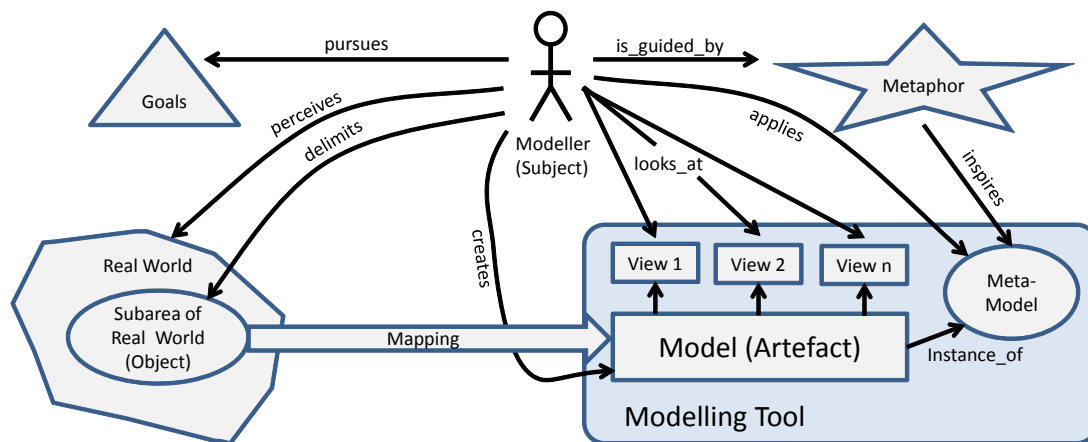 pursues
is_guided_by
Goals
Metaphor
perceives
delimits
Modeller
(Subject)
applies
looks_at
inspires
creates
Real World
View 1
View 2
View n
Meta-
Model
Subarea of
Real World
(Object)
Mapping
Model (Artefact)
Instance_of
Modelling Tool